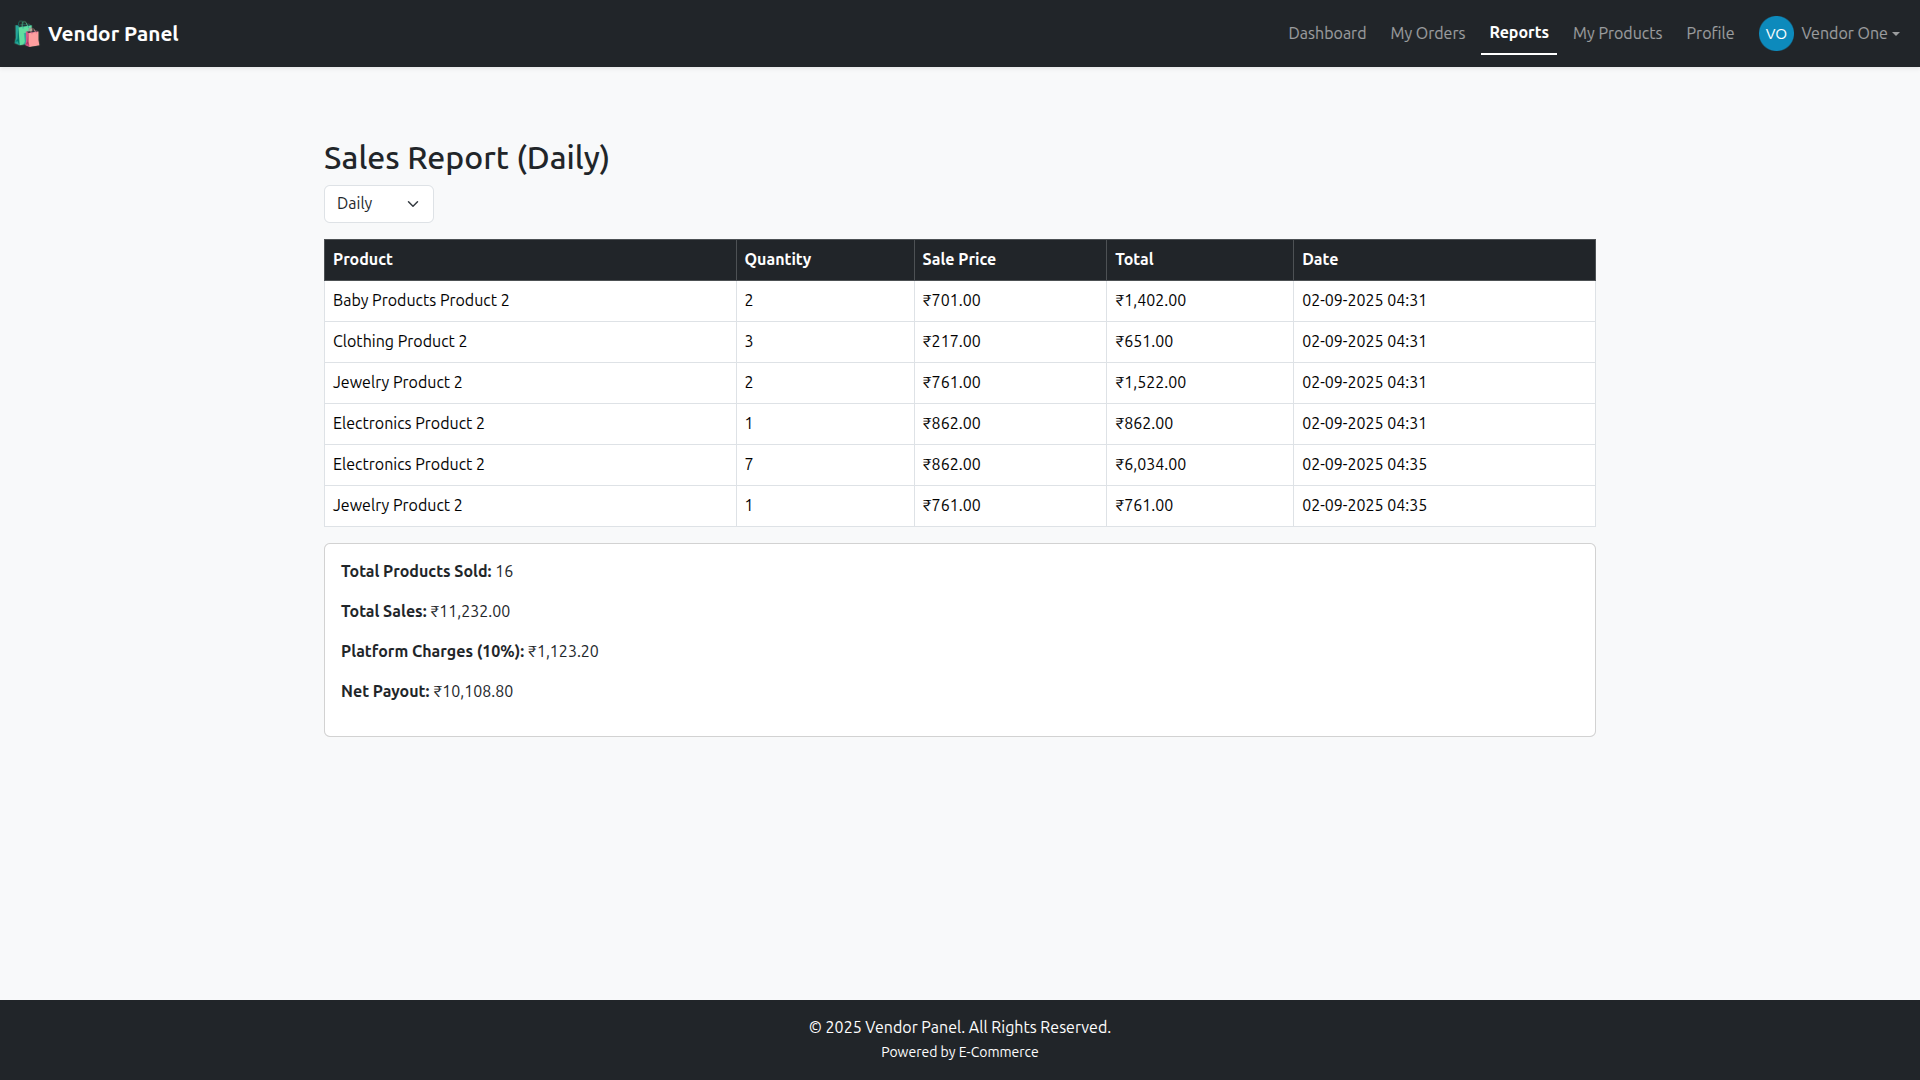 Vendor Panel
Dashboard My Orders Reports My Products Profile VO Vendor One
Sales Report (Daily)
Daily
Product Quantity Sale Price Total Date
Baby Products Product 2 2 ₹701.00 ₹1,402.00 02-09-2025 04:31
Clothing Product 2 3 ₹217.00 ₹651.00 02-09-2025 04:31
Jewelry Product 2 2 ₹761.00 ₹1,522.00 02-09-2025 04:31
Electronics Product 2 1 ₹862.00 ₹862.00 02-09-2025 04:31
Electronics Product 2 7 ₹862.00 ₹6,034.00 02-09-2025 04:35
Jewelry Product 2 1 ₹761.00 ₹761.00 02-09-2025 04:35
Total Products Sold: 16
Total Sales: ₹11,232.00
Platform Charges (10%): ₹1,123.20
Net Payout: ₹10,108.80
© 2025 Vendor Panel. All Rights Reserved.
Powered by E-Commerce